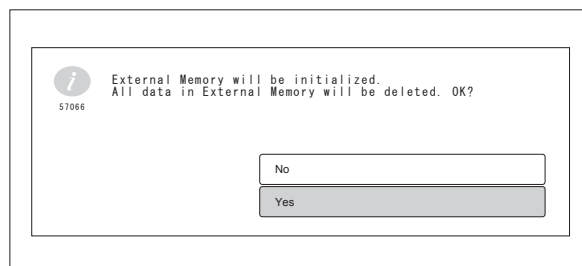 i
External Memory will be initialized.
All data in External Memory will be deleted. OK?
57066
No
Yes